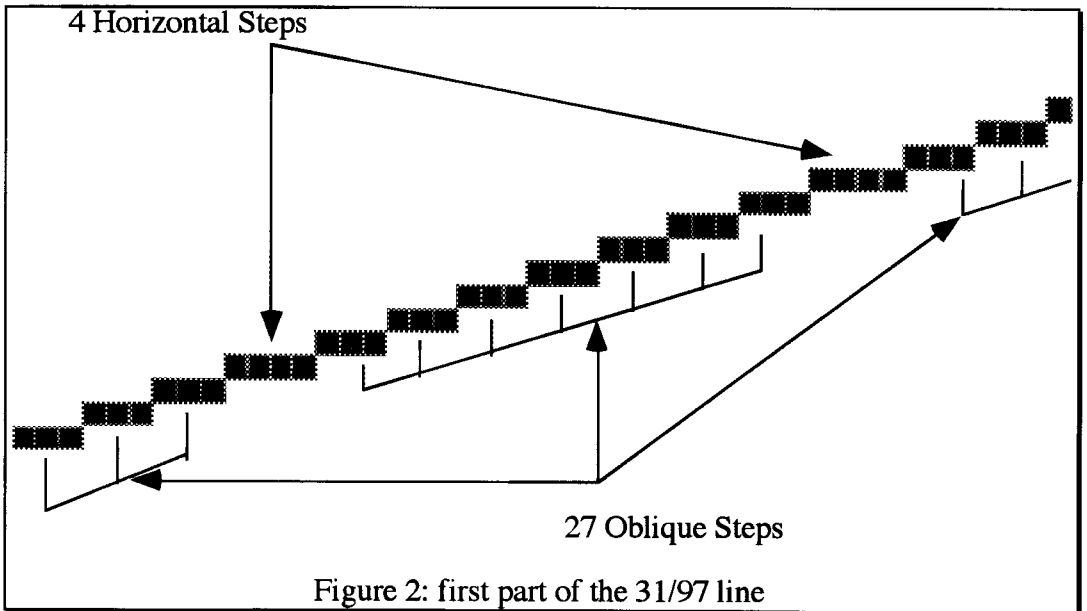 4 Horizontal Steps
27 Oblique Steps
Figure 2: first part of the 31/97 line